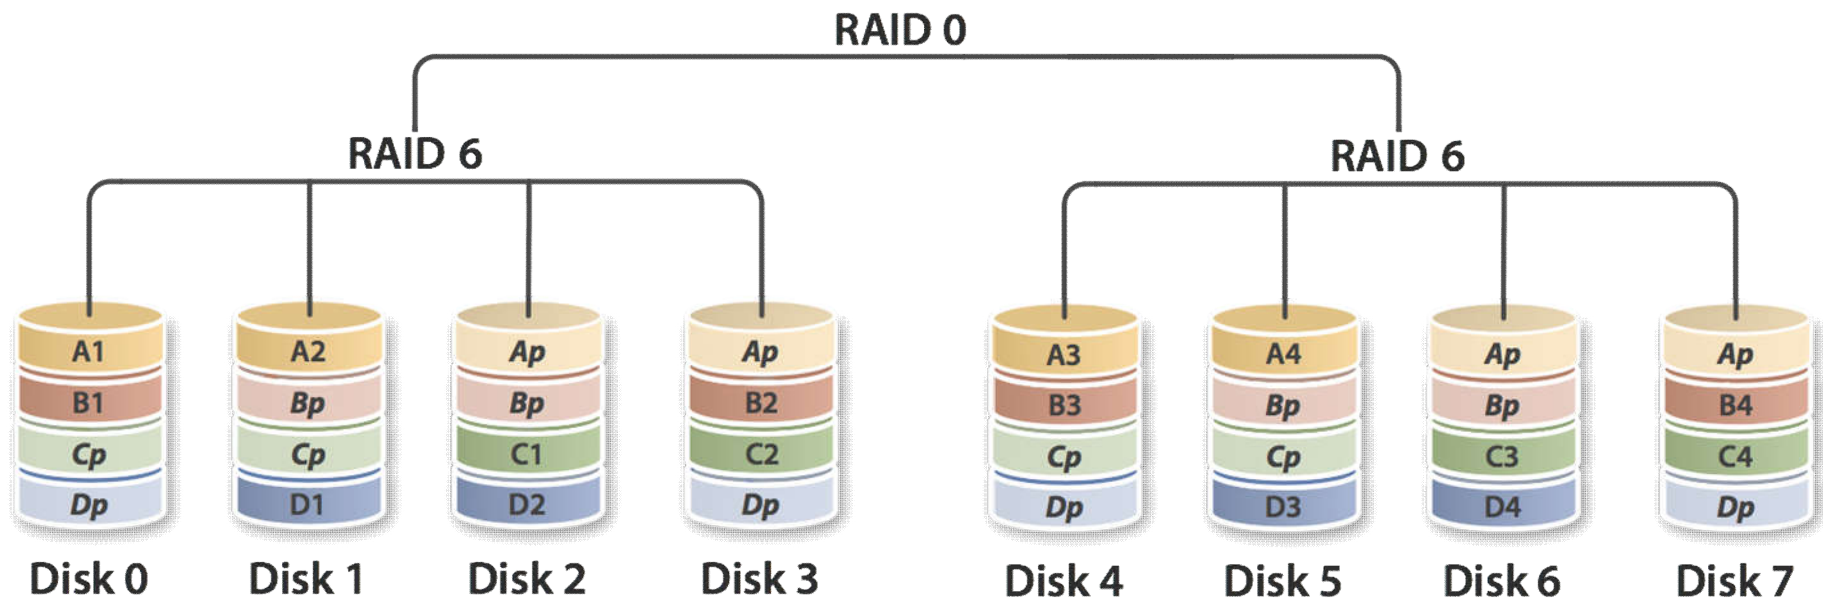 RAID 0
RAID 6 RAID 6
A1 A2 Ap Ap A3 A4 Ap Ap
B1 Bp Bp B2 B3 Bp Bp B4
Cp Cp C1 C2 Cp Cp C3 C4
Dp D1 D2 Dp Dp D3 D4 Dp
Disk 0 Disk 1 Disk 2 Disk 3 Disk 4 Disk 5 Disk 6 Disk 7